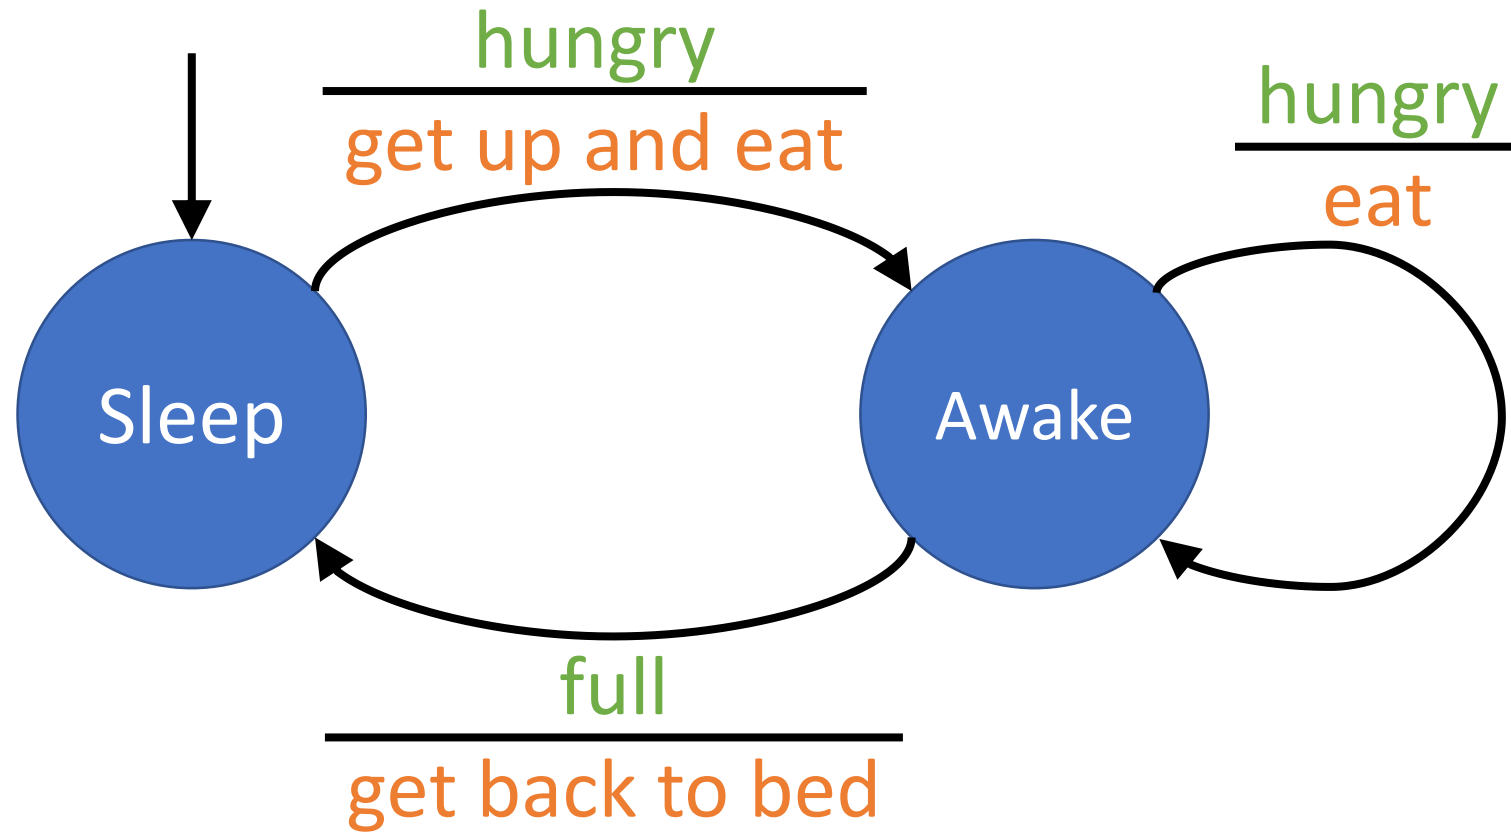 hungry
get up and eat
hungry
eat
Sleep
Awake
full
get back to bed